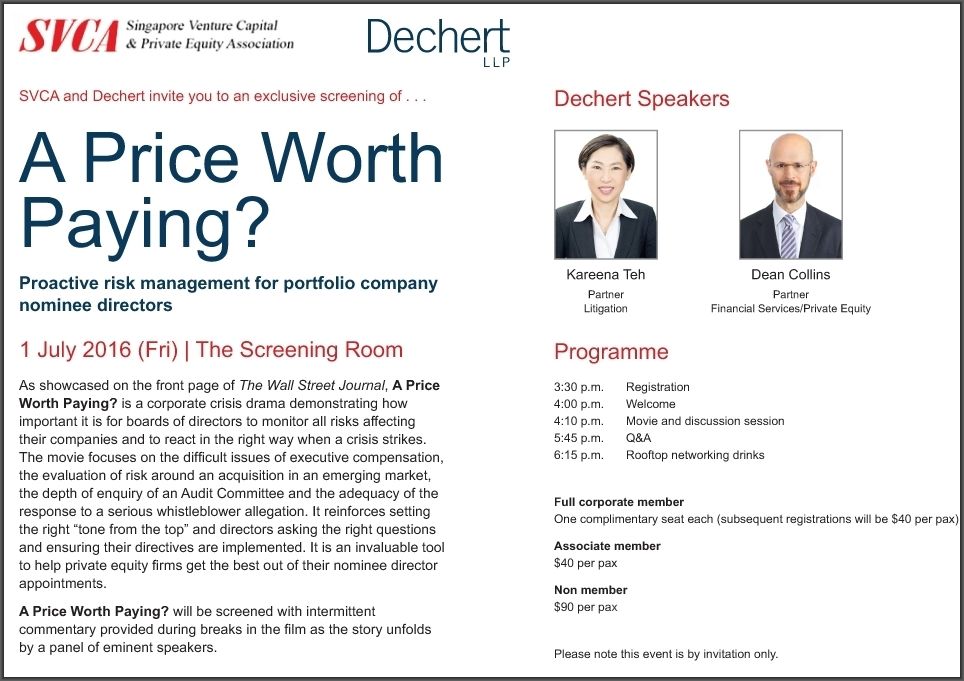 SVCA Singapore Venture Capital
& Private Equity Association
Dechert
LLP
SVCA and Dechert invite you to an exclusive screening of . . .
A Price Worth
Paying?
Proactive risk management for portfolio company
nominee directors
1 July 2016 (Fri) | The Screening Room
As showcased on the front page of The Wall Street Journal, A Price
Worth Paying? is a corporate crisis drama demonstrating how
important it is for boards of directors to monitor all risks affecting
their companies and to react in the right way when a crisis strikes.
The movie focuses on the difficult issues of executive compensation,
the evaluation of risk around an acquisition in an emerging market,
the depth of enquiry of an Audit Committee and the adequacy of the
response to a serious whistleblower allegation. It reinforces setting
the right “tone from the top” and directors asking the right questions
and ensuring their directives are implemented. It is an invaluable tool
to help private equity firms get the best out of their nominee director
appointments.
A Price Worth Paying? will be screened with intermittent
commentary provided during breaks in the film as the story unfolds
by a panel of eminent speakers.
Dechert Speakers
Kareena Teh
Partner
Litigation
Dean Collins
Partner
Financial Services/Private Equity
Programme
3:30 p.m. Registration
4:00 p.m. Welcome
4:10 p.m. Movie and discussion session
5:45 p.m. Q&A
6:15 p.m. Rooftop networking drinks
Full corporate member
One complimentary seat each (subsequent registrations will be $40 per pax)
Associate member
$40 per pax
Non member
$90 per pax
Please note this event is by invitation only.